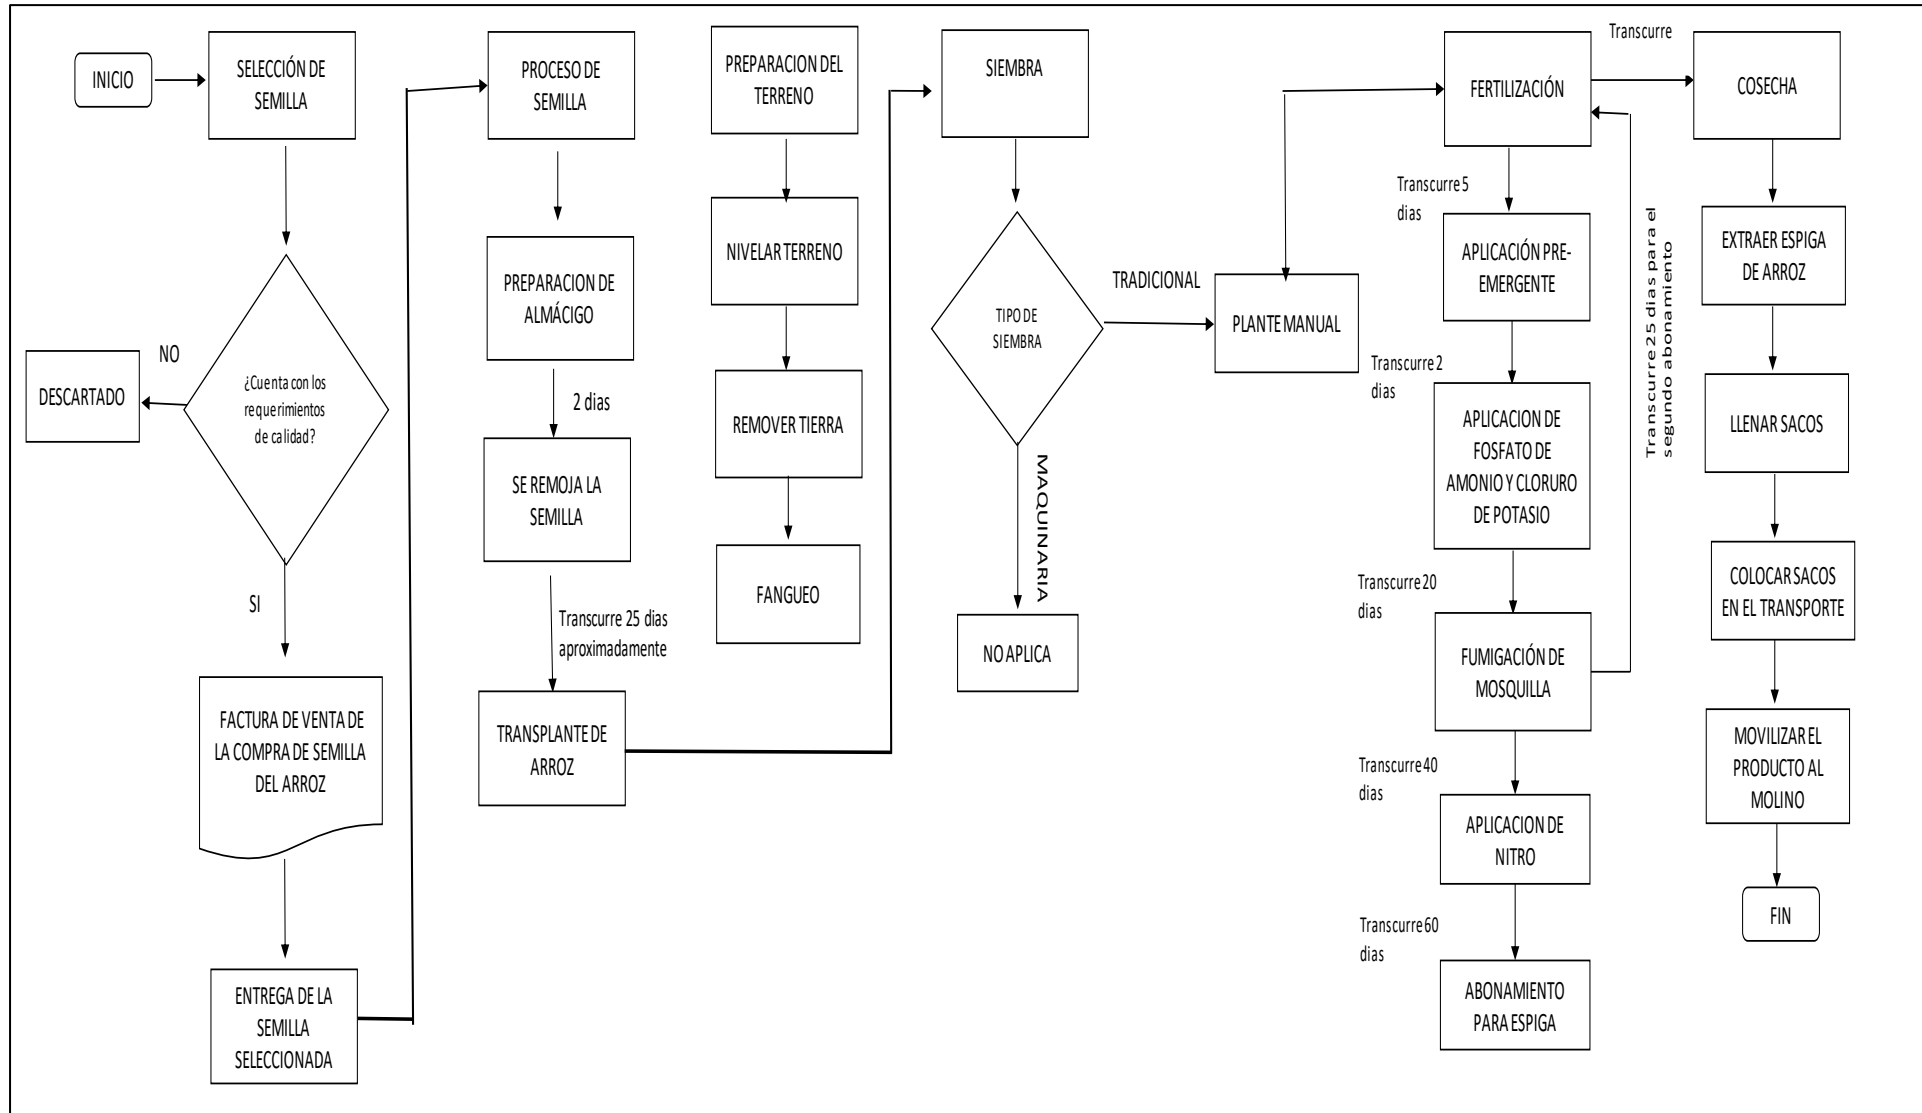 INICIO
SELECCIÓN DE
SEMILLA
¿Cuenta con los
requerimientos
de calidad?
NO
DESCARTADO
SI
FACTURA DE VENTA DE
LA COMPRA DE SEMILLA
DEL ARROZ
ENTREGA DE LA
SEMILLA
SELECCIONADA
PROCESO DE
SEMILLA
PREPARACION DE
ALMÁCIGO
2 dias
SE REMOJA LA
SEMILLA
Transcurre 25 dias
aproximadamente
TRANSPLANTE DE
ARROZ
PREPARACION DEL
TERRENO
NIVELAR TERRENO
REMOVER TIERRA
FANGUEO
SIEMBRA
TIPO DE
SIEMBRA
TRADICIONAL
PLANTE MANUAL
MAQUINARIA
NO APLICA
FERTILIZACIÓN
Transcurre 5
dias
APLICACIÓN PRE-
EMERGENTE
Transcurre 2
dias
APLICACION DE
FOSFATO DE
AMONIO Y CLORURO
DE POTASIO
Transcurre 20
dias
FUMIGACIÓN DE
MOSQUILLA
Transcurre 25 dias para el
segundo abonamiento
Transcurre 40
dias
APLICACION DE
NITRO
Transcurre 60
dias
ABONAMIENTO
PARA ESPIGA
Transcurre
COSECHA
EXTRAER ESPIGA
DE ARROZ
LLENAR SACOS
COLOCAR SACOS
EN EL TRANSPORTE
MOVILIZAR EL
PRODUCTO AL
MOLINO
FIN